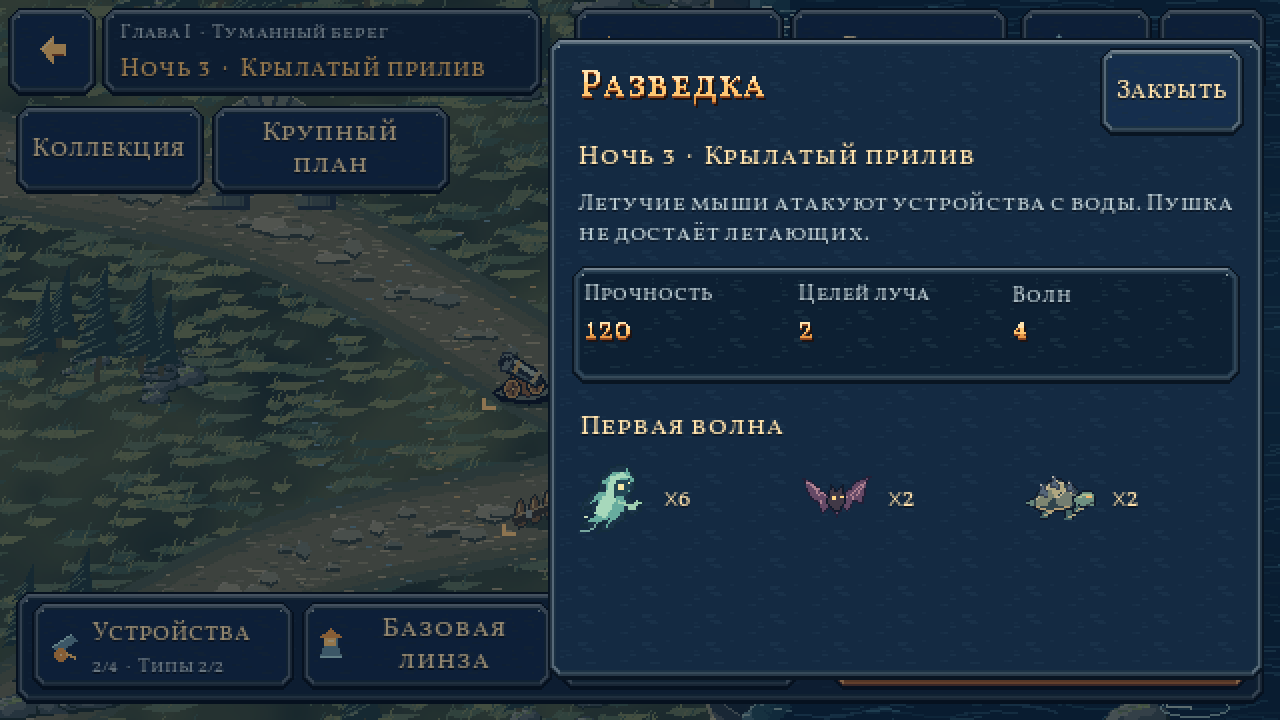 Глава I · Туманный берег
Ночь 3 · Крылатый прилив
Коллекция
Крупный
план
Разведка
Закрыть
Ночь 3 · Крылатый прилив
Летучие мыши атакуют устройства с воды. Пушка
не достаёт летающих.
Прочность
Целей луча
Волн
120
2
4
Первая волна
x6
x2
x2
Устройства
2/4 · Типы 2/2
Базовая
линза